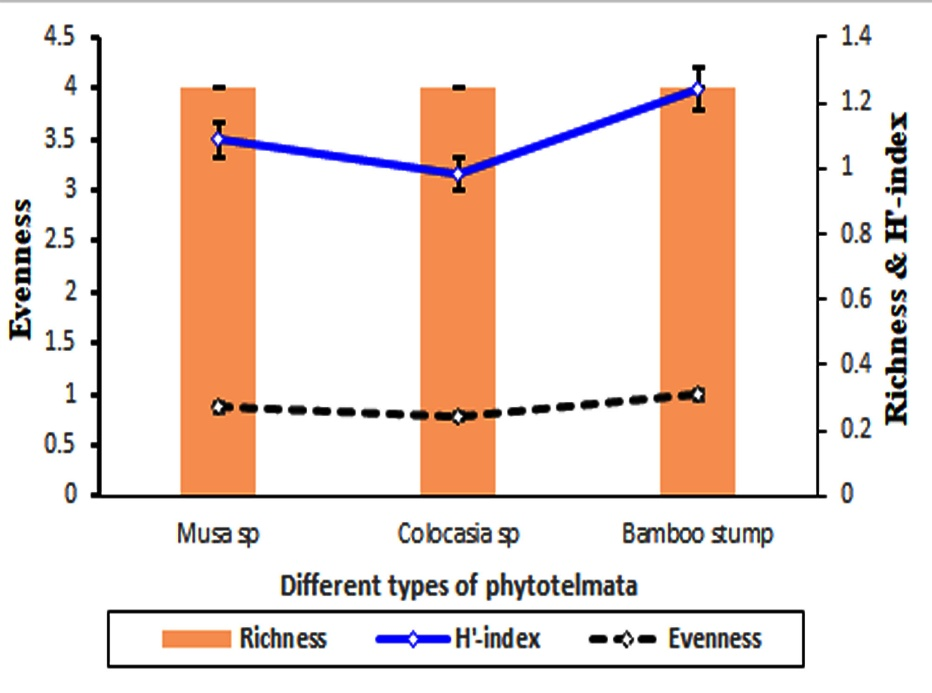 4.5
4
3.5
3
2.5
2
1.5
1
0.5
0
Evenness
1.4
1.2
1
0.8
0.6
0.4
0.2
0
Richness & H'-index
Musa sp
Colocasia sp
Bamboo stump
Different types of phytotelmata
Richness
H'-index
Evenness